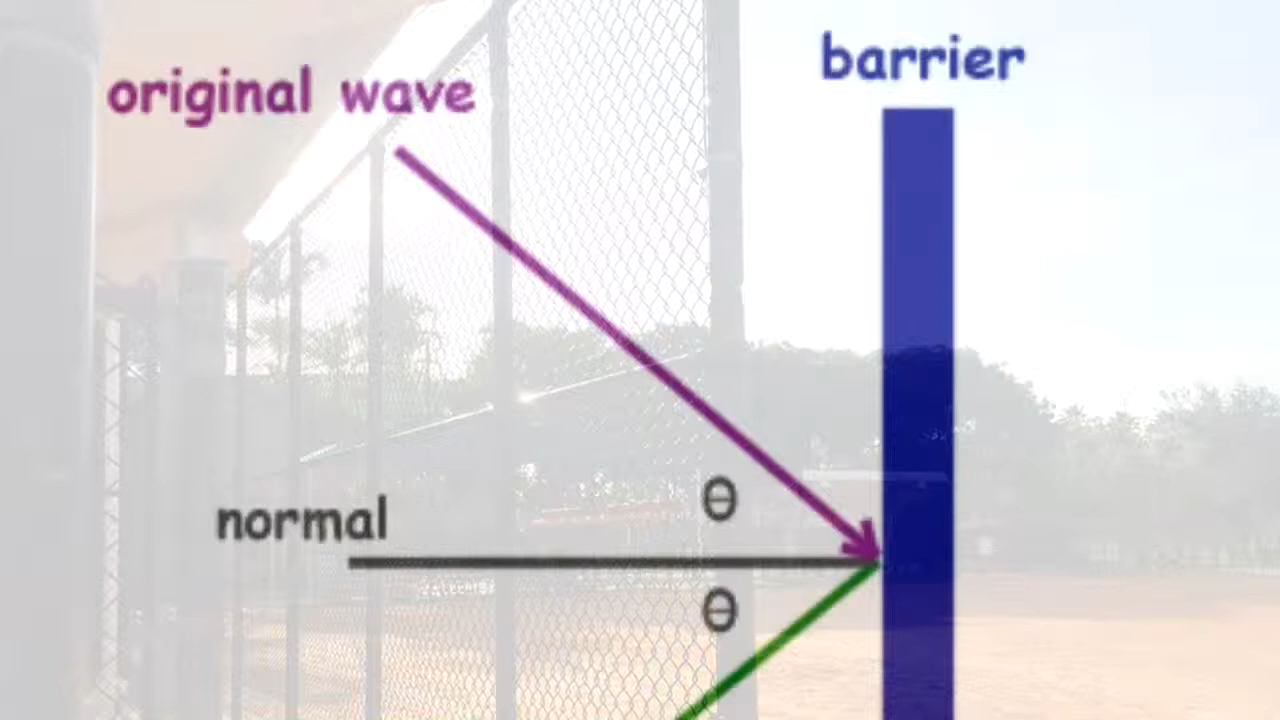 original wave
barrier
normal
θ
θ